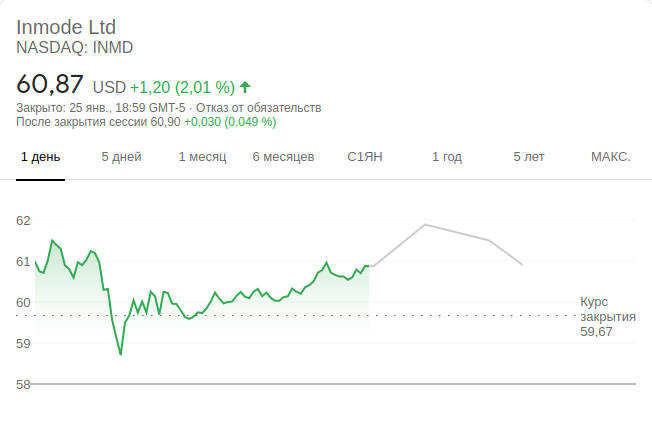 Inmode Ltd
NASDAQ: INMD
60,87 USD +1,20 (2,01 %)
Закрыто: 25 янв., 18:59 GMT-5 · Отказ от обязательств
После закрытия сессии 60,90 +0,030 (0,049 %)
1 день 5 дней 1 месяц 6 месяцев С1ЯН 1 год 5 лет МАКС.
62
61
60
59
58
Курс
закрытия
59,67